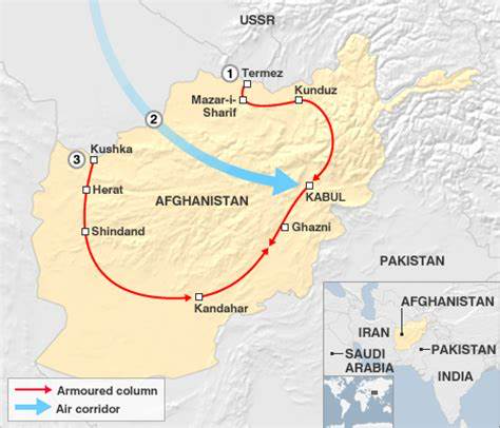 USSR
1
Termez
Mazar-i-
Sharif
Kunduz
2
3
Kushka
Herat
AFGHANISTAN
KABUL
Shindand
Ghazni
PAKISTAN
Kandahar
AFGHANISTAN
IRAN
PAKISTAN
SAUDI
ARABIA
INDIA
Armoured column
Air corridor